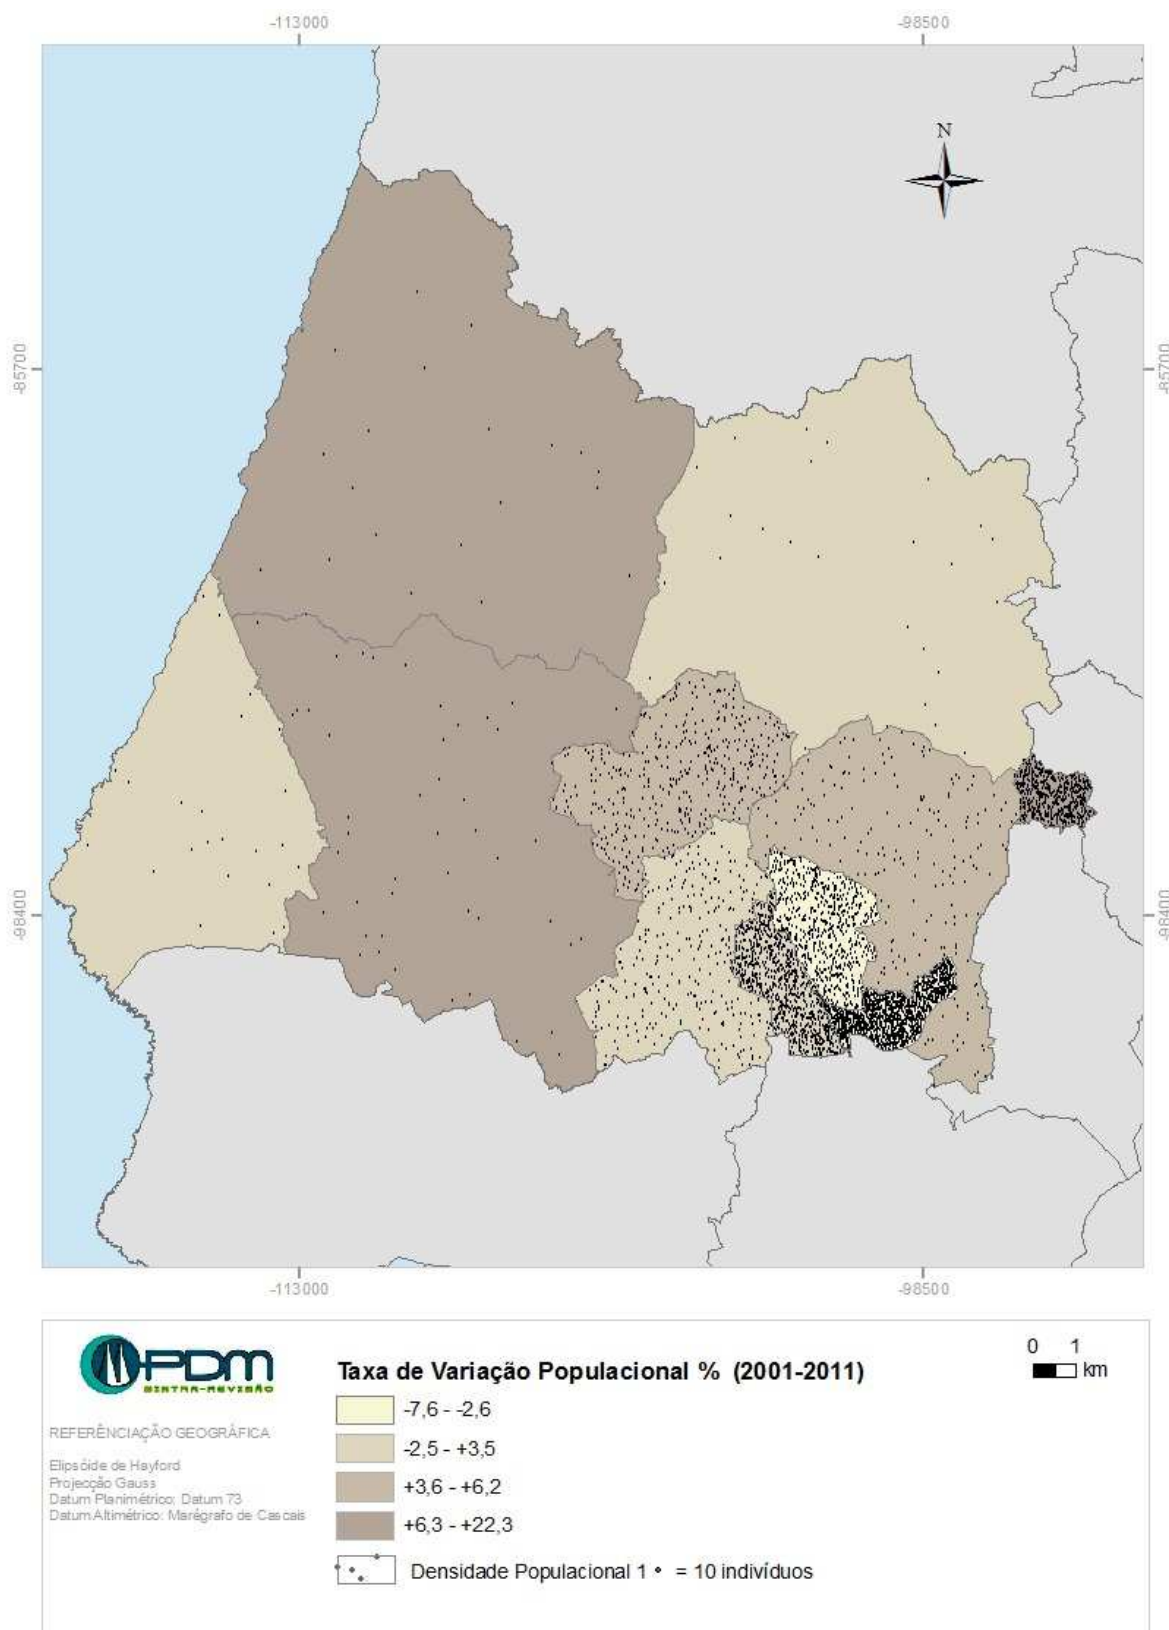 -113000
-98500
N
-85700
-85700
-98400
-98400
-113000
-98500
PDM
SINTRA-REVISÃO
REFERÊNCIAÇÃO GEOGRÁFICA
Elipsóide de Hayford
Projecção Gauss
Datum Planimétrico: Datum 73
Datum Altimétrico: Marégrafo de Cascais
Taxa de Variação Populacional % (2001-2011)
-7,6 - -2,6
-2,5 - +3,5
+3,6 - +6,2
+6,3 - +22,3
Densidade Populacional 1 • = 10 indivíduos
0 1
km